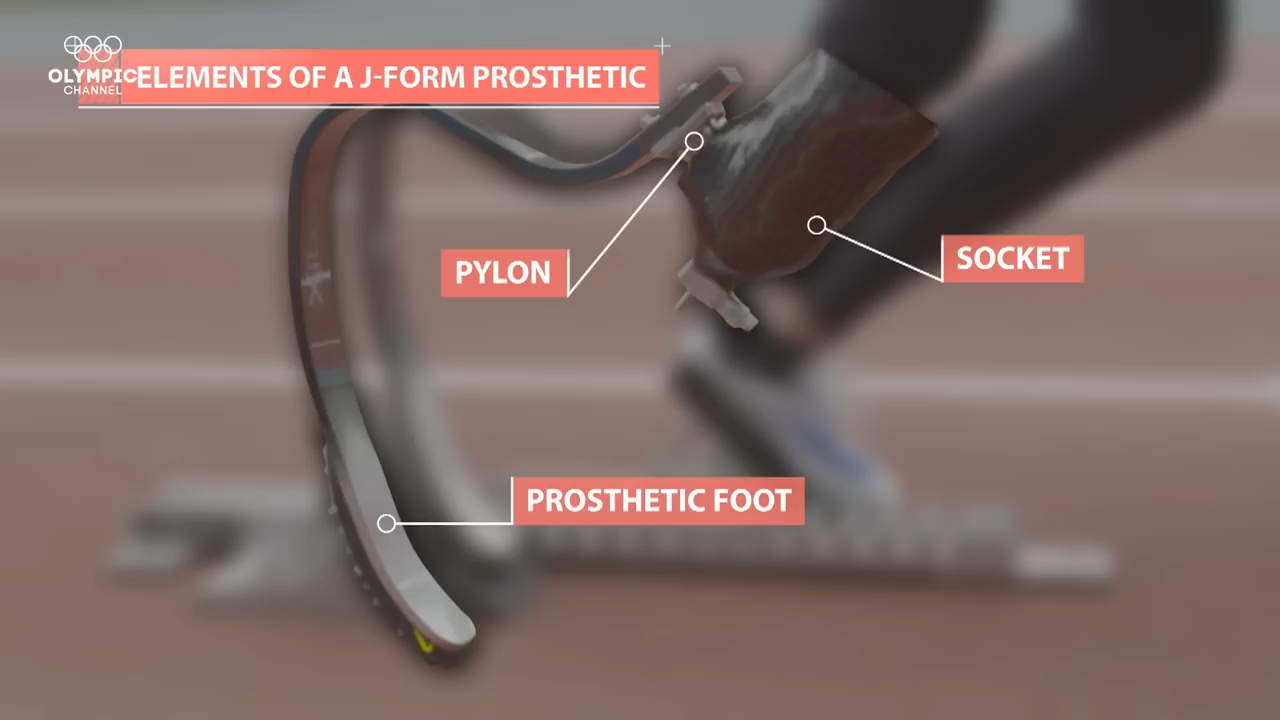 OLYMPIC
CHANNEL
ELEMENTS OF A J-FORM PROSTHETIC
PYLON
SOCKET
PROSTHETIC FOOT